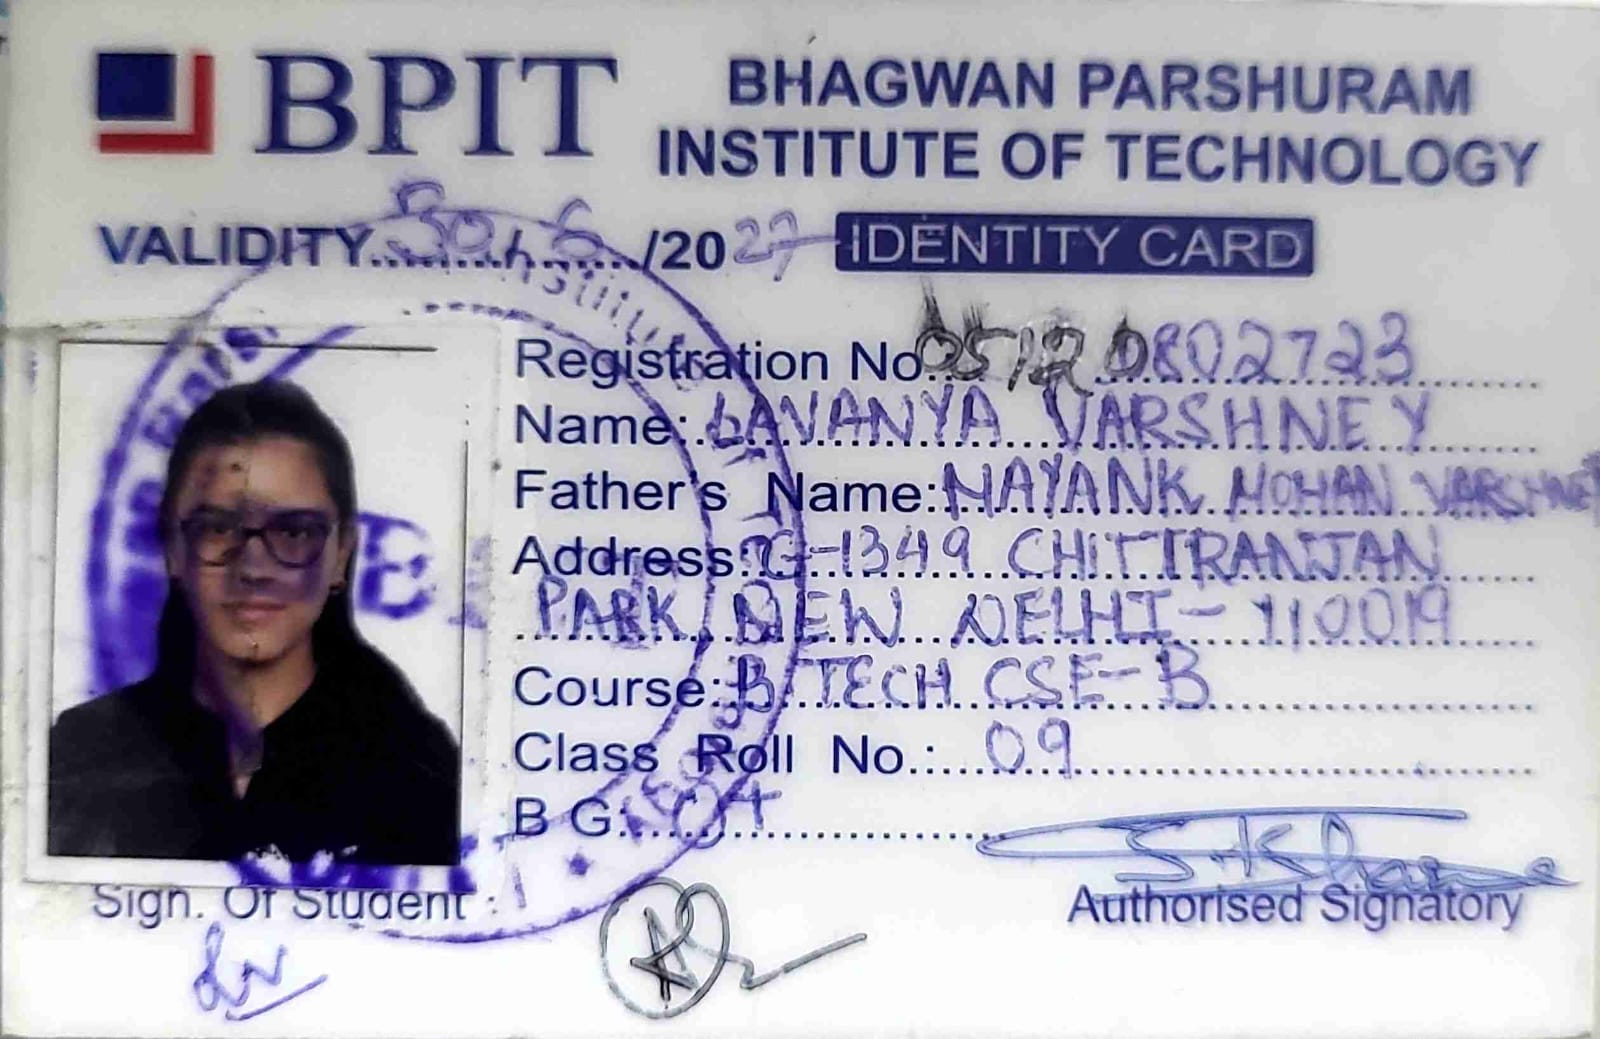 BPIT
BHAGWAN PARSHURAM
INSTITUTE OF TECHNOLOGY
VALIDITY 30/6/2027 IDENTITY CARD
Registration No. 05120802723
Name: LAVANYA VARSHNEY
Father's Name: MAYANK MOHAN VARSHNEY
Address: G-1349 CHITTRANJAN
PARK, NEW DELHI-110019
Course: B.TECH CSE-B
Class Roll No.: 09
B G: O+
Sign. Of Student :
Authorised Signatory